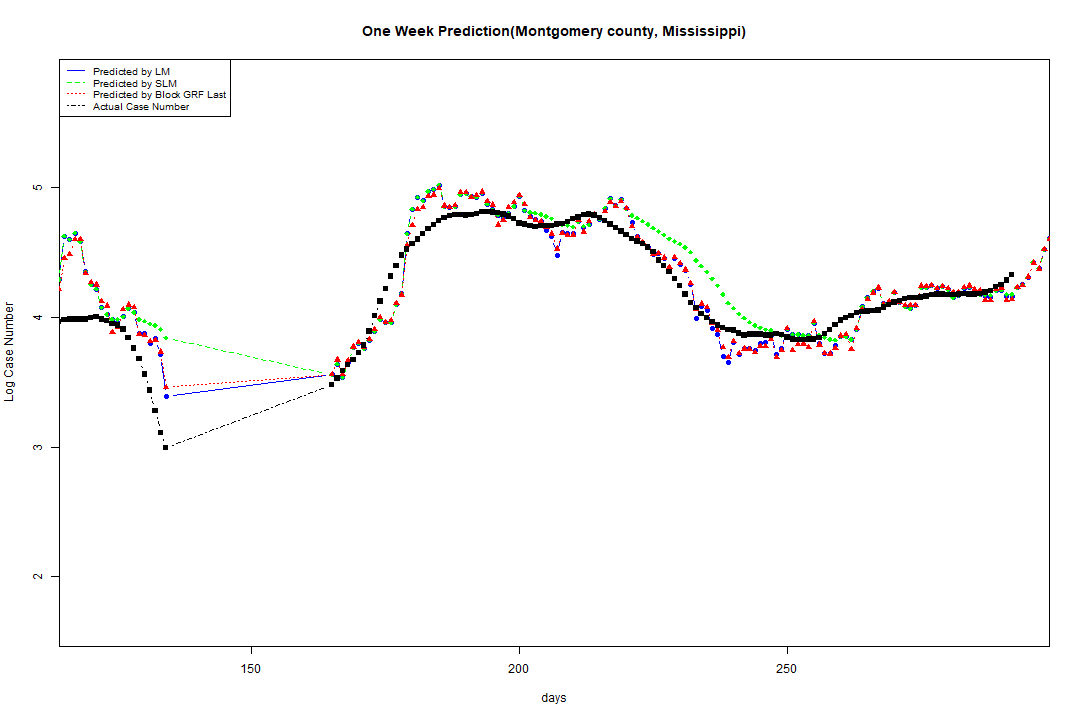 One Week Prediction(Montgomery county, Mississippi)
Predicted by LM
Predicted by SLM
Predicted by Block GRF Last
Actual Case Number
5
4
3
2
Log Case Number
150
200
250
days